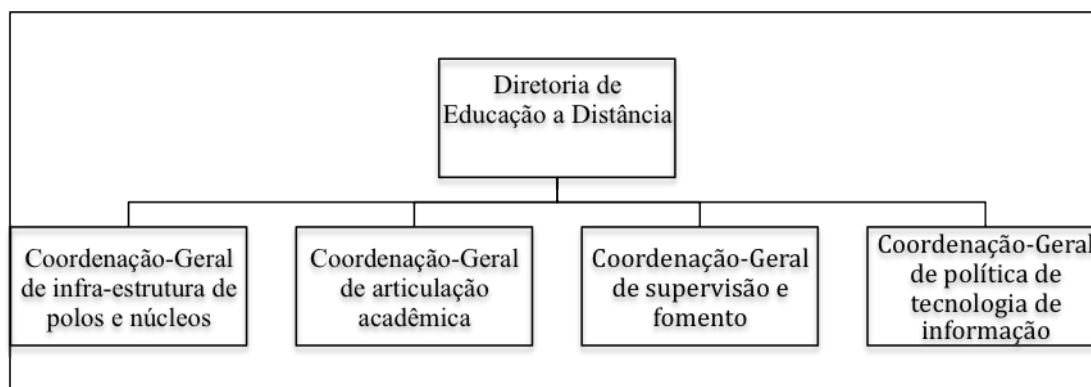 Diretoria de
Educação a Distância
Coordenação-Geral
de infra-estrutura de
polos e núcleos
Coordenação-Geral
de articulação
acadêmica
Coordenação-Geral
de supervisão e
fomento
Coordenação-Geral
de política de
tecnologia de
informação